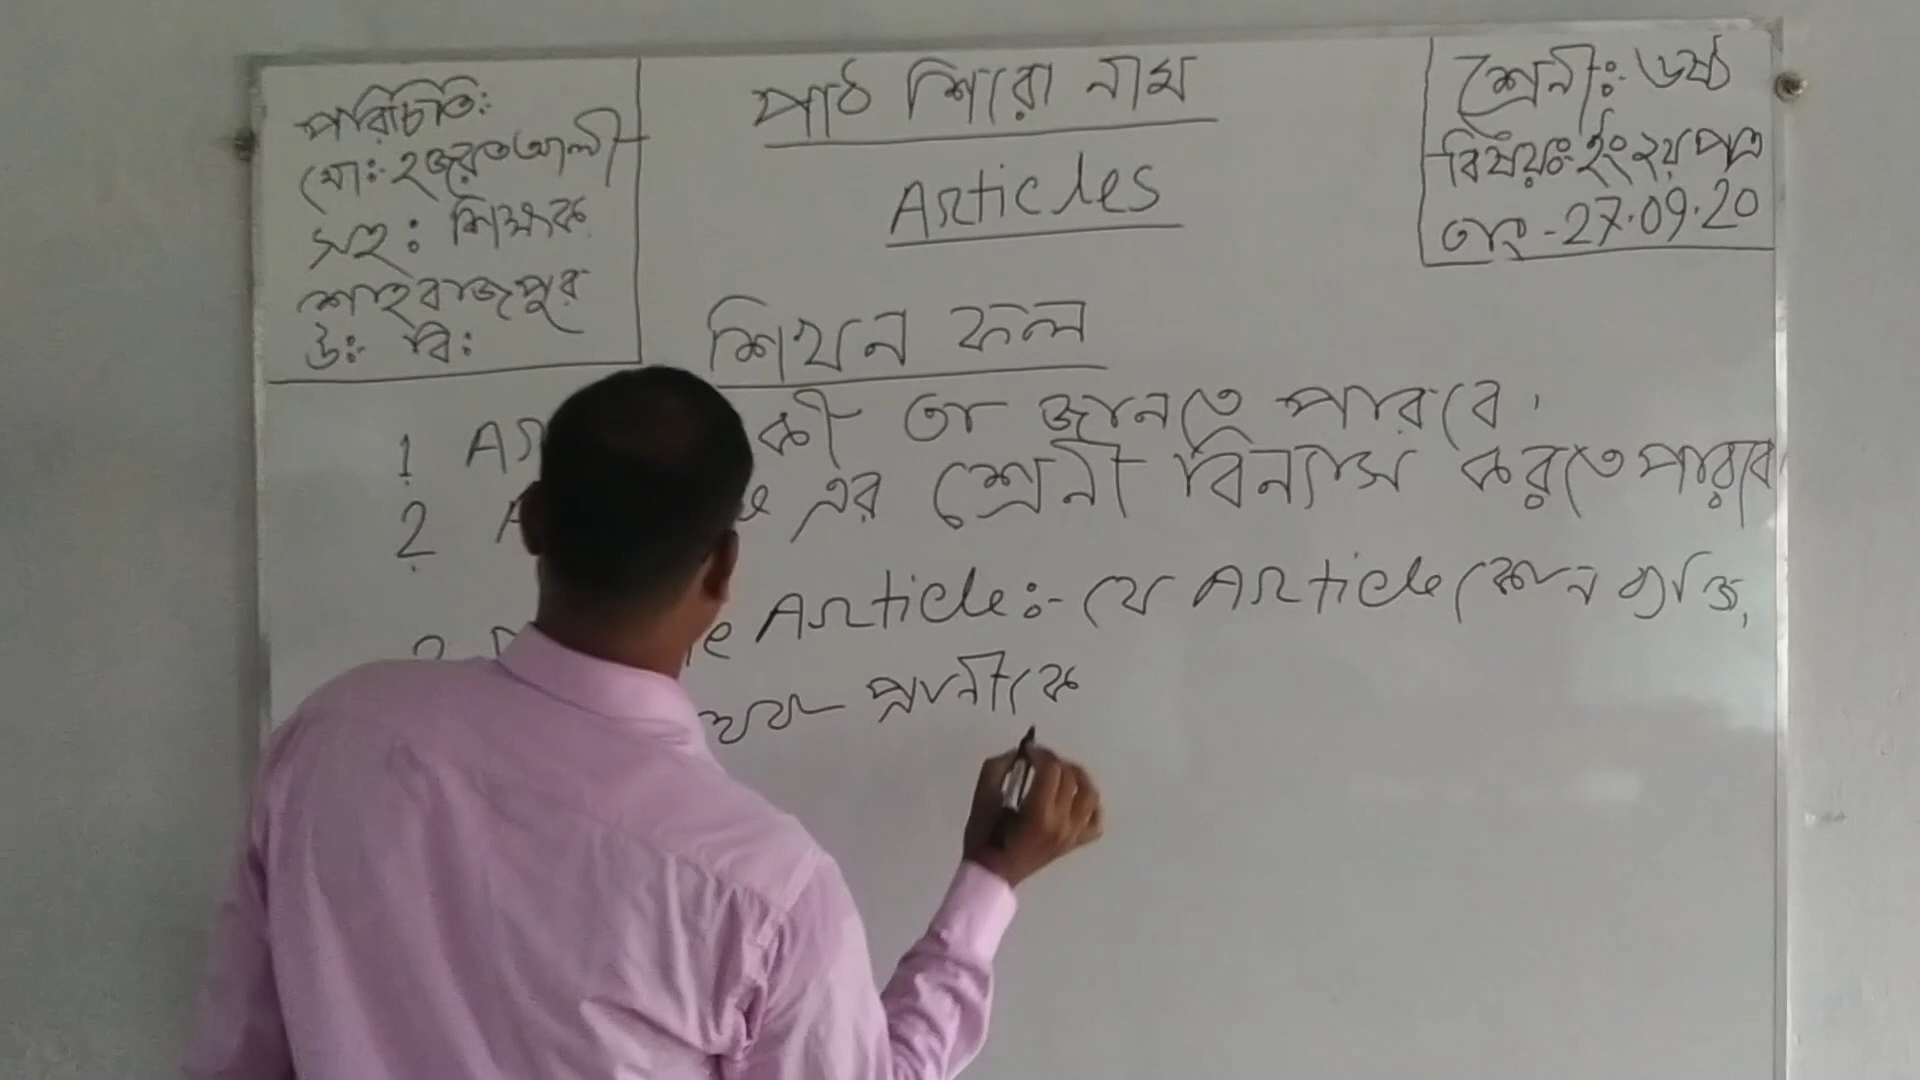 পরিচিতি:
মো:- হজরত আলী
সহ: শিক্ষক
শাহবাজপুর
উ:- বি:
পাঠ শিরো নাম
Articles
শ্রেনী: ৬ষ্ঠ
বিষয়ঃ- ইং ২য় পত্র
তাং - 27.09.20
শিখন ফল
1 কী তা জানতে পারবে,
2 এর শ্রেনী বিন্যাস করতে পারবে
Article:- যে Article কোন ব্যক্তি,
প্রানীকে